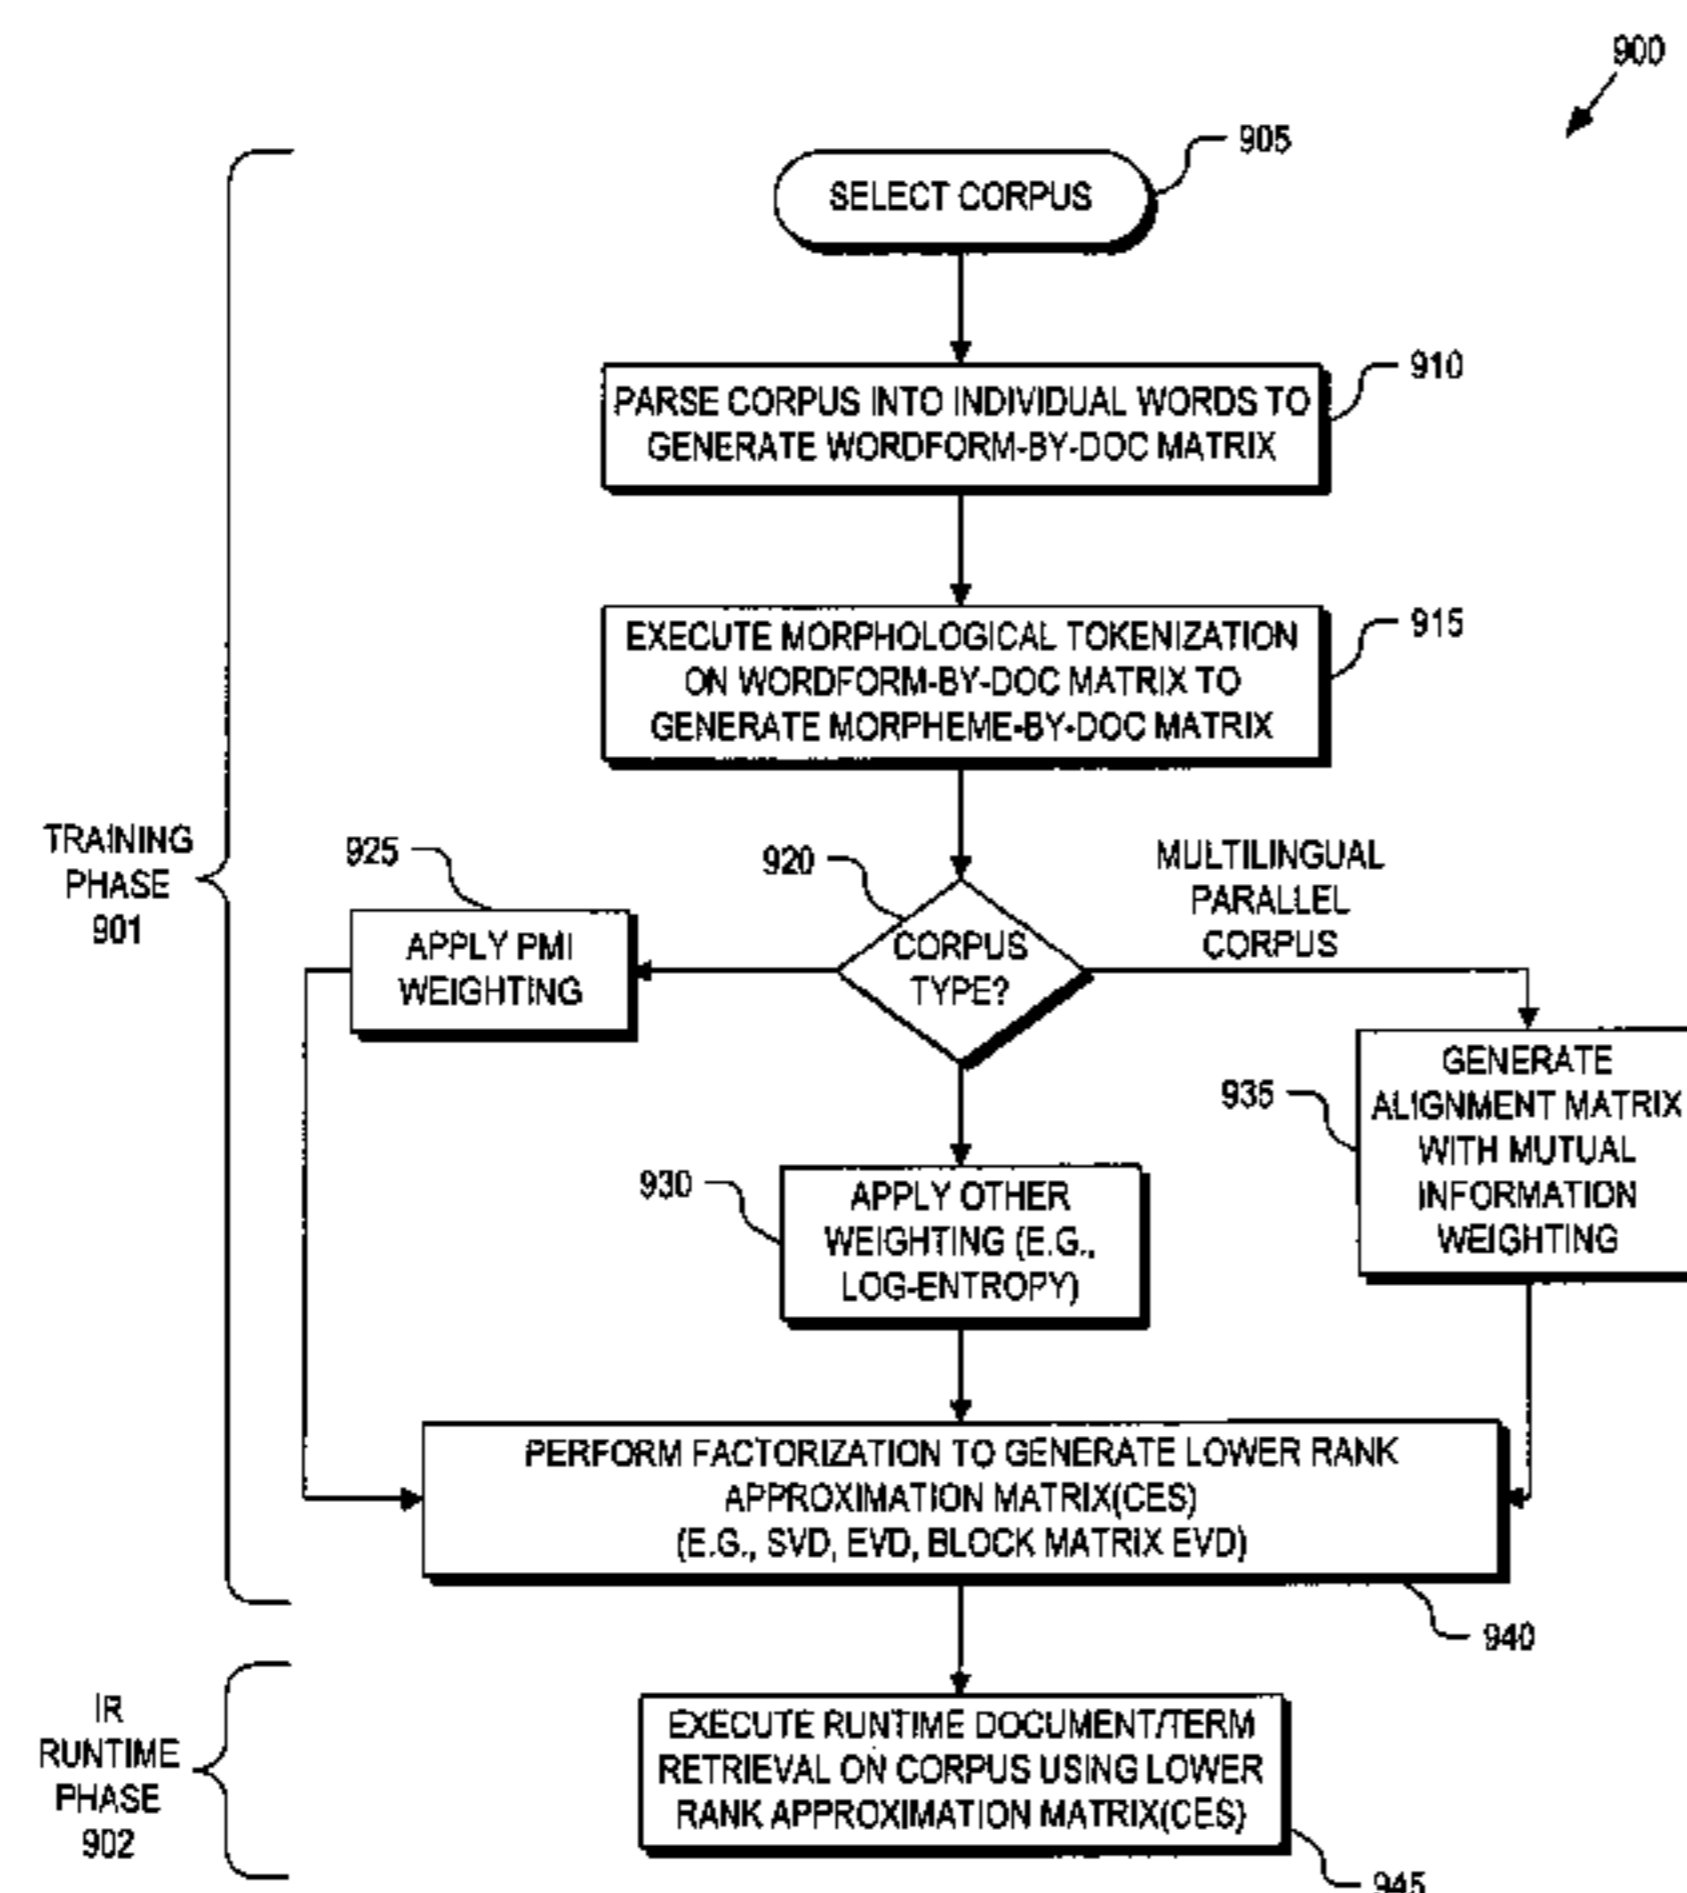 900
905
SELECT CORPUS
910
PARSE CORPUS INTO INDIVIDUAL WORDS TO
GENERATE WORDFORM-BY-DOC MATRIX
915
EXECUTE MORPHOLOGICAL TOKENIZATION
ON WORDFORM-BY-DOC MATRIX TO
GENERATE MORPHEME-BY-DOC MATRIX
TRAINING
PHASE
901
925
APPLY PMI
WEIGHTING
920
CORPUS
TYPE?
MULTILINGUAL
PARALLEL
CORPUS
930
APPLY OTHER
WEIGHTING (E.G.,
LOG-ENTROPY)
935
GENERATE
ALIGNMENT MATRIX
WITH MUTUAL
INFORMATION
WEIGHTING
PERFORM FACTORIZATION TO GENERATE LOWER RANK
APPROXIMATION MATRIX(CES)
(E.G., SVD, EVD, BLOCK MATRIX EVD)
940
IR
RUNTIME
PHASE
902
EXECUTE RUNTIME DOCUMENT/TERM
RETRIEVAL ON CORPUS USING LOWER
RANK APPROXIMATION MATRIX(CES)
945